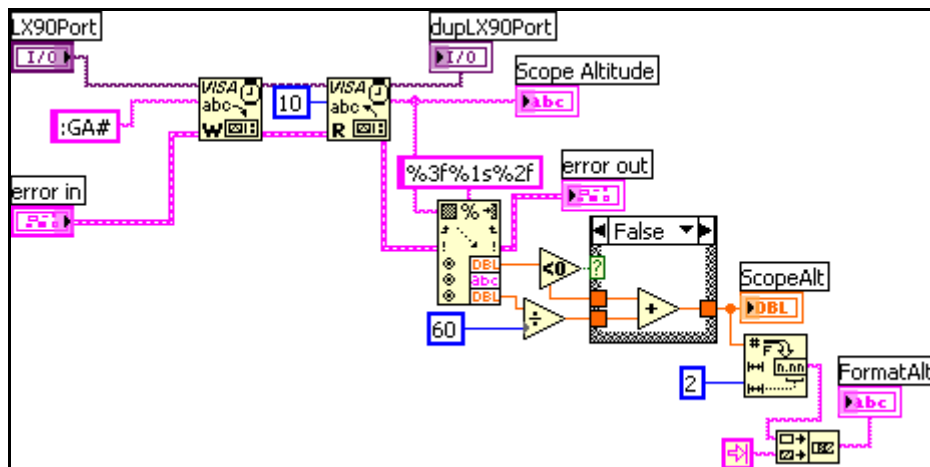 LX90Port
dupLX90Port
I/O
I/O
Scope Altitude
VISA
abc
W
10
VISA
abc
R
abc
:GA#
%3f%1s%2f
error out
error in
%
False
DBL
abc
DBL
<0
?
ScopeAlt
÷
+
DBL
60
#
F
n.nn
2
FormatAlt
abc